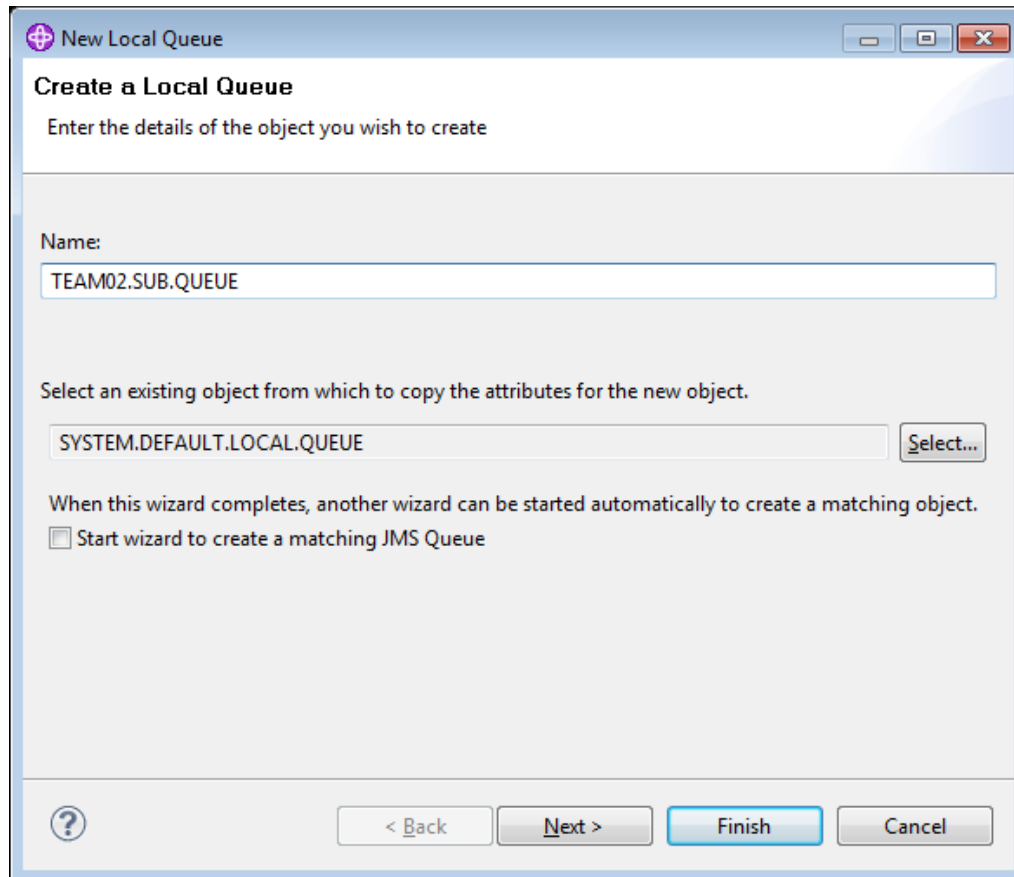 New Local Queue
Create a Local Queue
Enter the details of the object you wish to create
Name:
TEAM02.SUB.QUEUE
Select an existing object from which to copy the attributes for the new object.
SYSTEM.DEFAULT.LOCAL.QUEUE
Select...
When this wizard completes, another wizard can be started automatically to create a matching object.
Start wizard to create a matching JMS Queue
?
< Back
Next >
Finish
Cancel